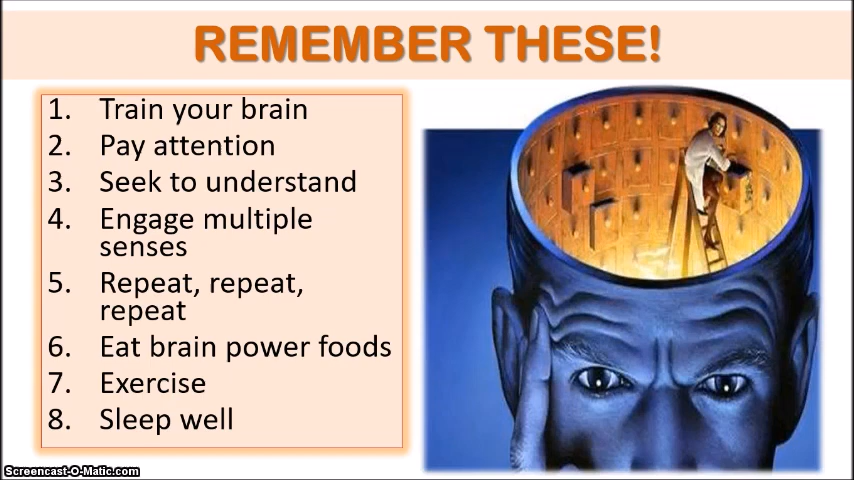 REMEMBER THESE!
1. Train your brain
2. Pay attention
3. Seek to understand
4. Engage multiple
senses
5. Repeat, repeat,
repeat
6. Eat brain power foods
7. Exercise
8. Sleep well
Screencast-O-Matic.com